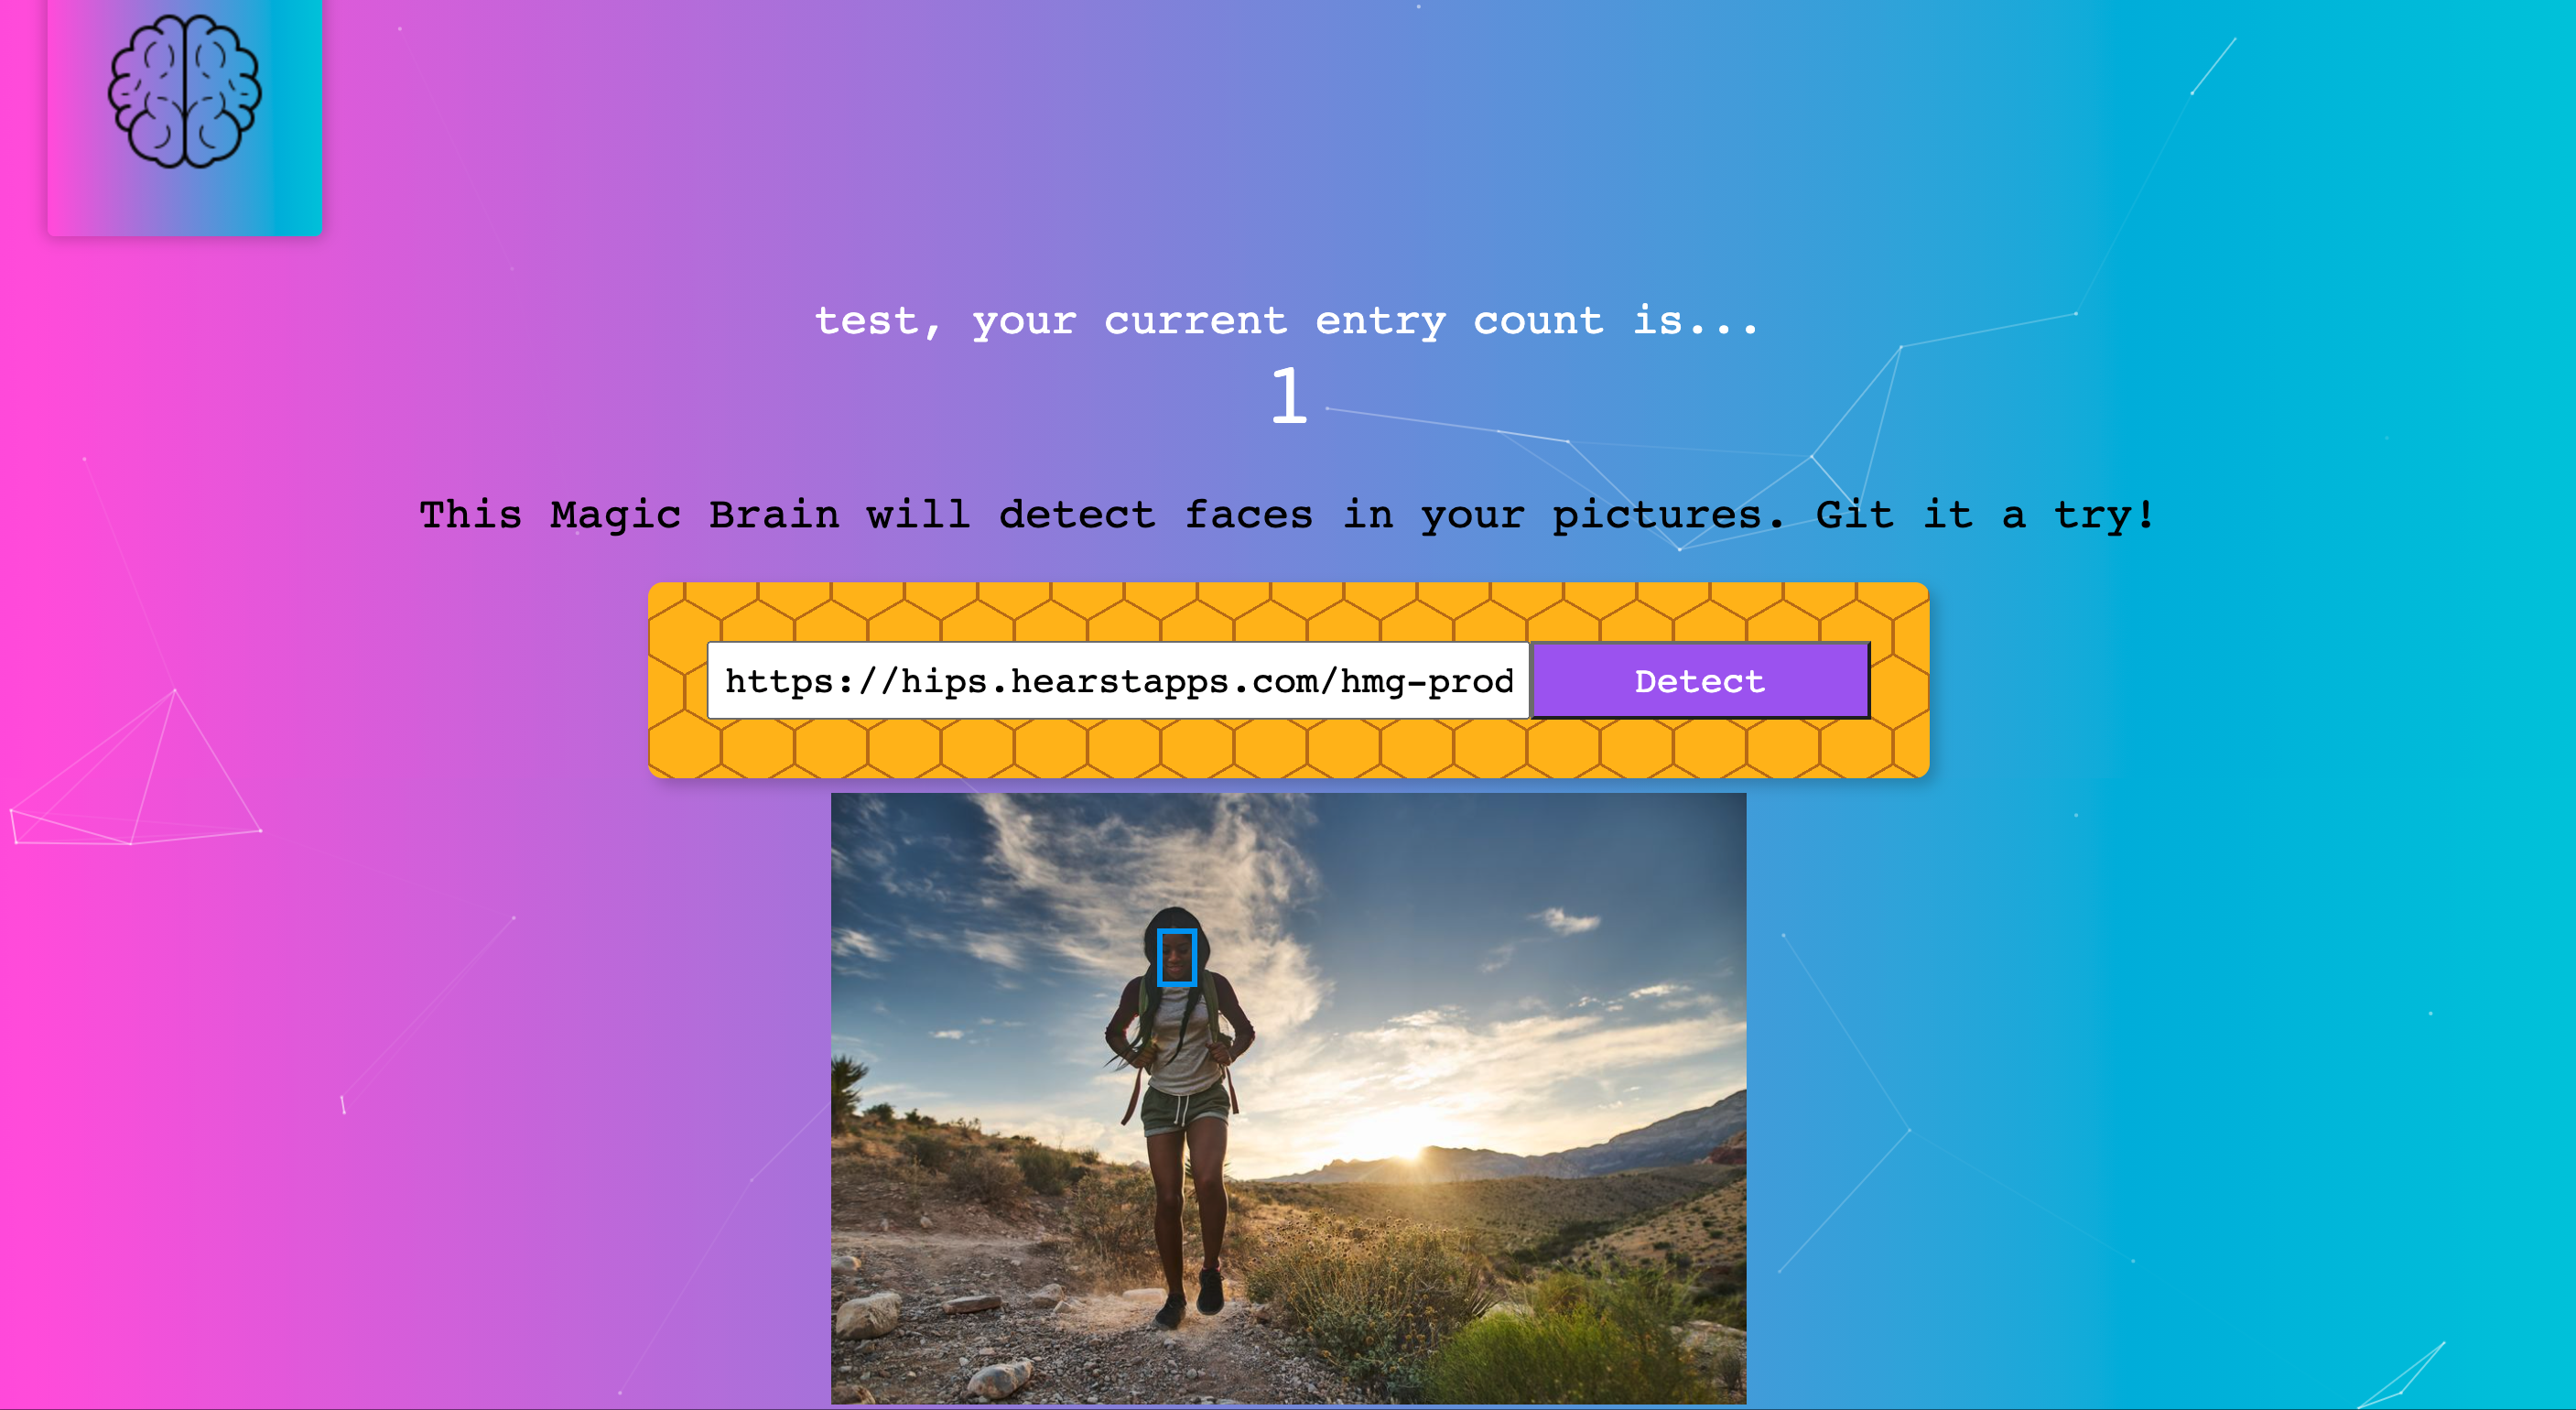 test, your current entry count is...
1
This Magic Brain will detect faces in your pictures. Git it a try!
https://hips.hearstapps.com/hmg-prod
Detect